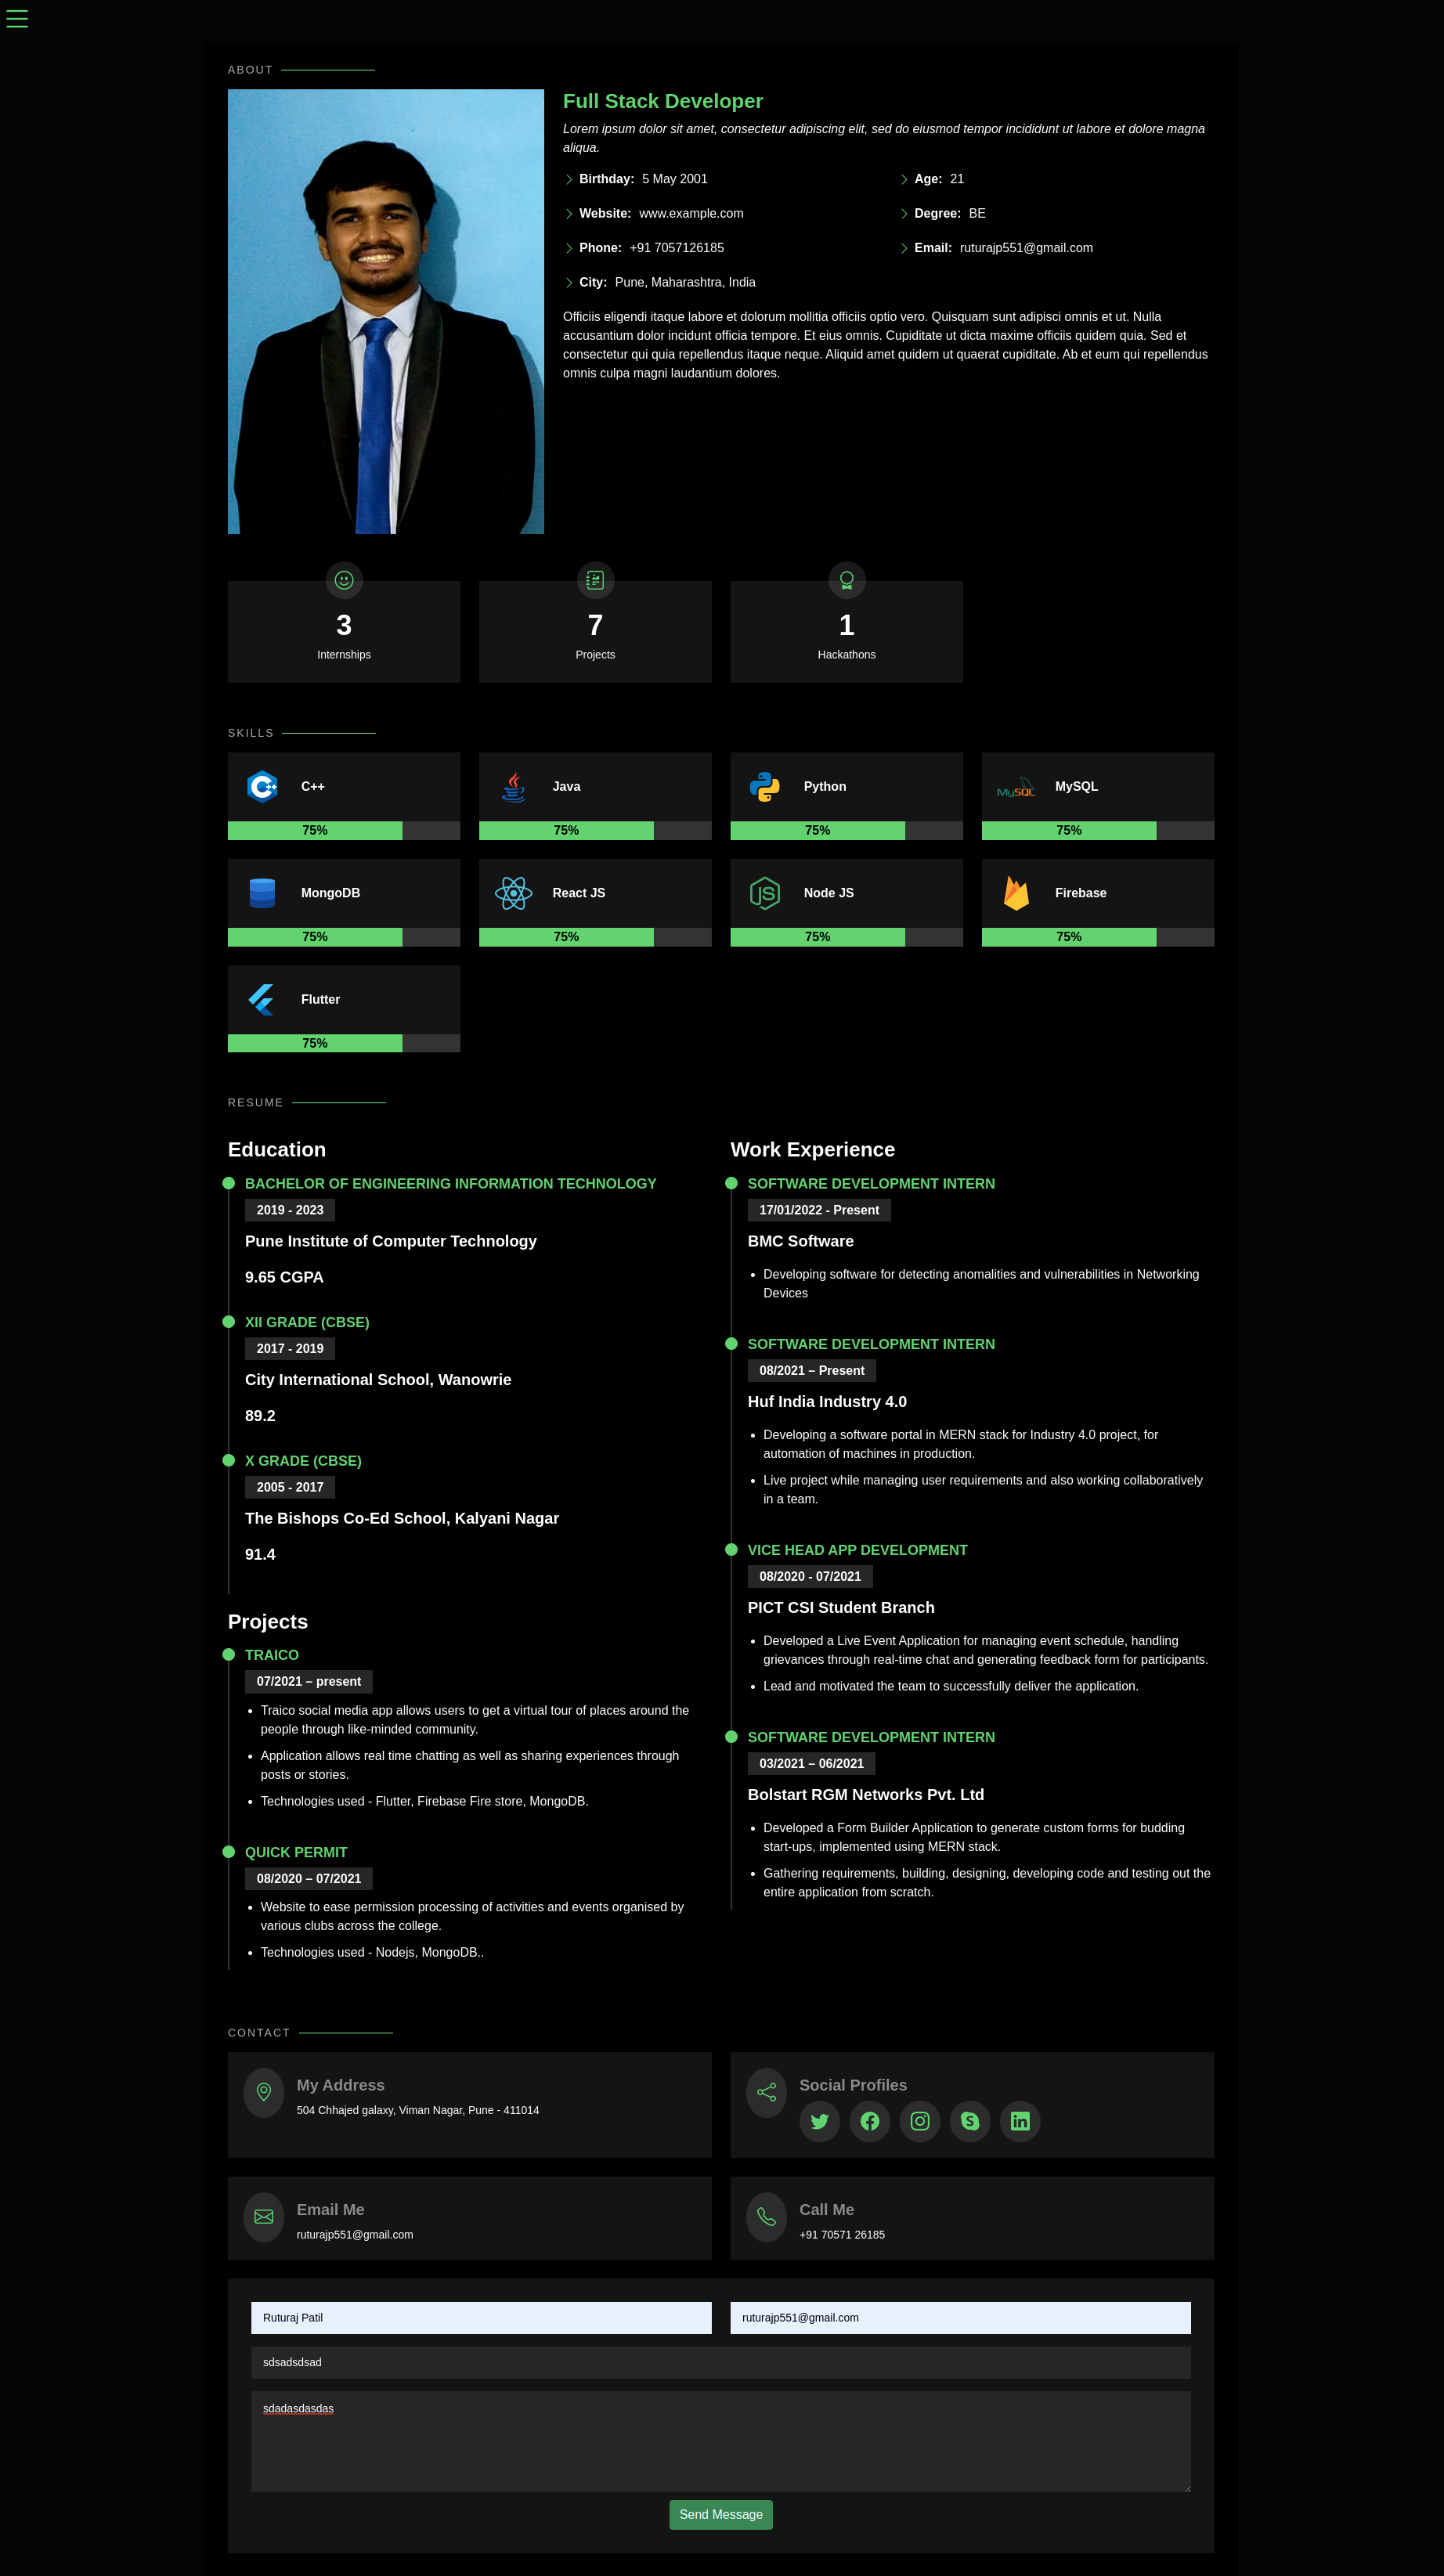 ABOUT
Full Stack Developer
Lorem ipsum dolor sit amet, consectetur adipiscing elit, sed do eiusmod tempor incididunt ut labore et dolore magna
aliqua.
Birthday: 5 May 2001
Age: 21
Website: www.example.com
Degree: BE
Phone: +91 7057126185
Email: ruturajp551@gmail.com
City: Pune, Maharashtra, India
Officiis eligendi itaque labore et dolorum mollitia officiis optio vero. Quisquam sunt adipisci omnis et ut. Nulla
accusantium dolor incidunt officia tempore. Et eius omnis. Cupiditate ut dicta maxime officiis quidem quia. Sed et
consectetur qui quia repellendus itaque neque. Aliquid amet quidem ut quaerat cupiditate. Ab et eum qui repellendus
omnis culpa magni laudantium dolores.
3
Internships
7
Projects
1
Hackathons
SKILLS
C++
75%
Java
75%
Python
75%
MySQL
MySQL
75%
MongoDB
75%
React JS
75%
Node JS
75%
Firebase
75%
Flutter
75%
RESUME
Education
BACHELOR OF ENGINEERING INFORMATION TECHNOLOGY
2019 - 2023
Pune Institute of Computer Technology
9.65 CGPA
XII GRADE (CBSE)
2017 - 2019
City International School, Wanowrie
89.2
X GRADE (CBSE)
2005 - 2017
The Bishops Co-Ed School, Kalyani Nagar
91.4
Projects
TRAICO
07/2021 – present
Traico social media app allows users to get a virtual tour of places around the
people through like-minded community.
Application allows real time chatting as well as sharing experiences through
posts or stories.
Technologies used - Flutter, Firebase Fire store, MongoDB.
QUICK PERMIT
08/2020 – 07/2021
Website to ease permission processing of activities and events organised by
various clubs across the college.
Technologies used - Nodejs, MongoDB..
Work Experience
SOFTWARE DEVELOPMENT INTERN
17/01/2022 - Present
BMC Software
Developing software for detecting anomalities and vulnerabilities in Networking
Devices
SOFTWARE DEVELOPMENT INTERN
08/2021 – Present
Huf India Industry 4.0
Developing a software portal in MERN stack for Industry 4.0 project, for
automation of machines in production.
Live project while managing user requirements and also working collaboratively
in a team.
VICE HEAD APP DEVELOPMENT
08/2020 - 07/2021
PICT CSI Student Branch
Developed a Live Event Application for managing event schedule, handling
grievances through real-time chat and generating feedback form for participants.
Lead and motivated the team to successfully deliver the application.
SOFTWARE DEVELOPMENT INTERN
03/2021 – 06/2021
Bolstart RGM Networks Pvt. Ltd
Developed a Form Builder Application to generate custom forms for budding
start-ups, implemented using MERN stack.
Gathering requirements, building, designing, developing code and testing out the
entire application from scratch.
CONTACT
My Address
504 Chhajed galaxy, Viman Nagar, Pune - 411014
Social Profiles
Email Me
ruturajp551@gmail.com
Call Me
+91 70571 26185
Ruturaj Patil
ruturajp551@gmail.com
sdsadsdsad
sdadasdasdas
Send Message